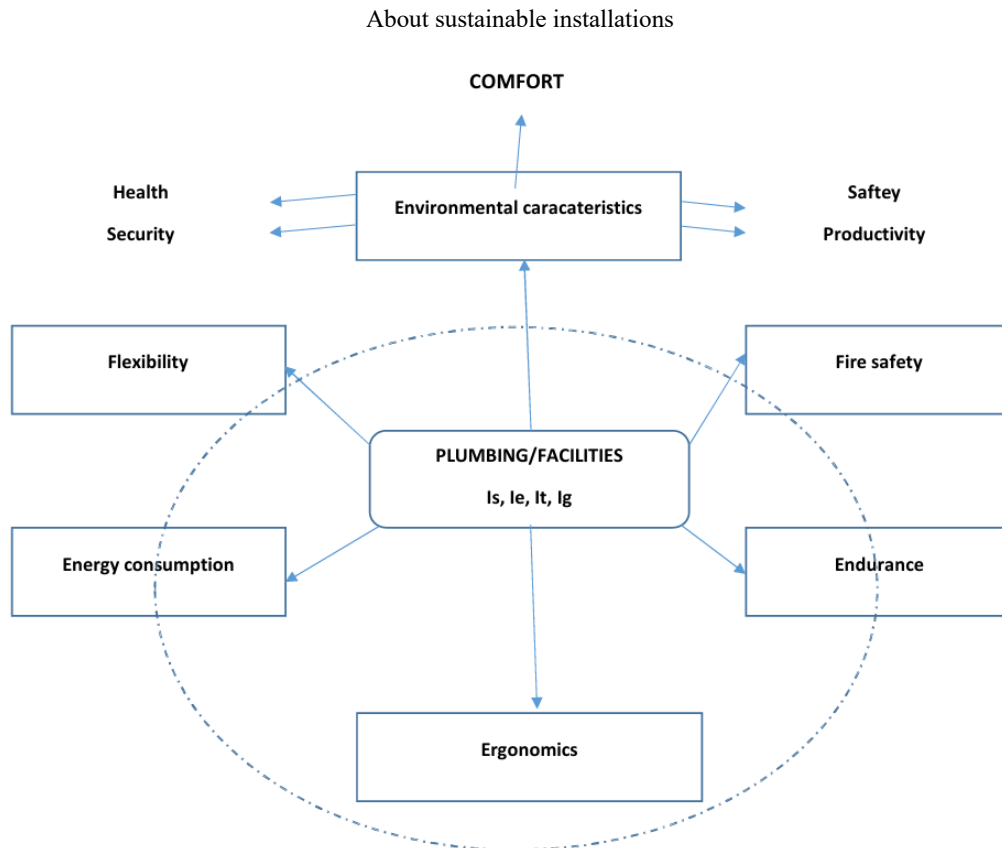 About sustainable installations
COMFORT
Health
Environmental caracateristics
Saftey
Security
Productivity
Flexibility
Fire safety
PLUMBING/FACILITIES
Is, Ie, It, Ig
Energy consumption
Endurance
Ergonomics